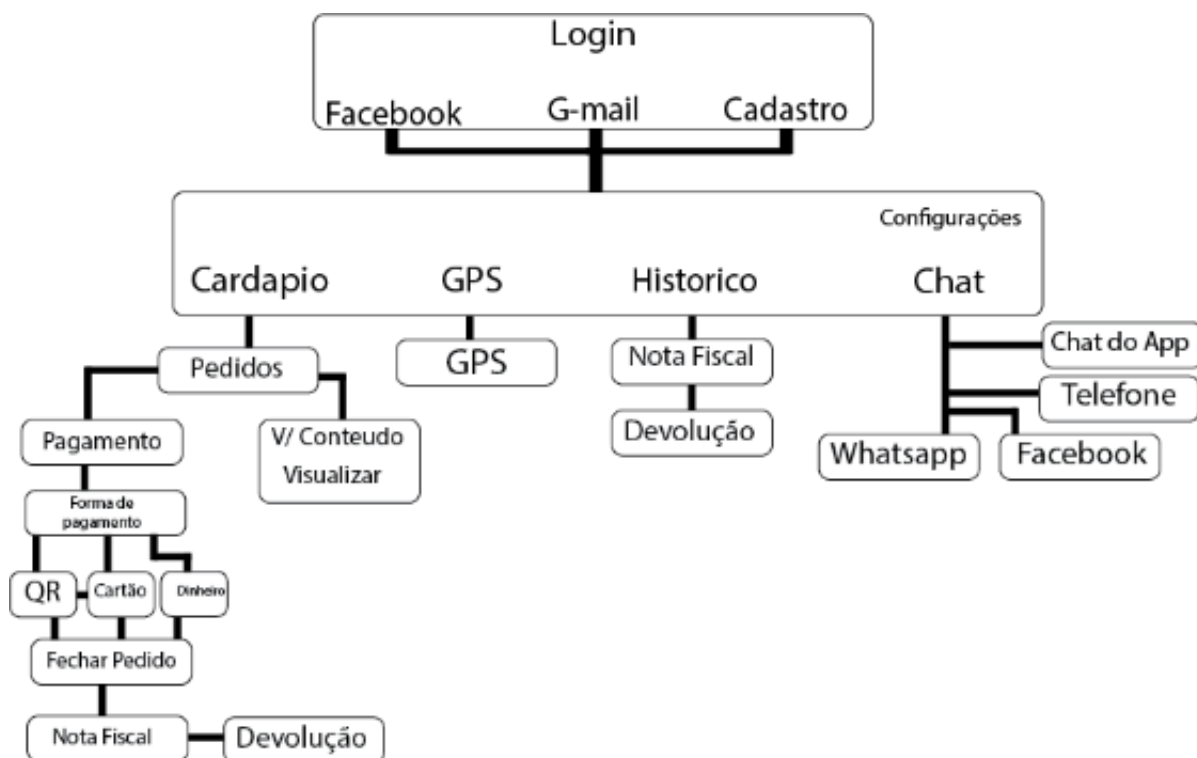 Login
Facebook
G-mail
Cadastro
Configurações
Cardapio
GPS
Historico
Chat
Pedidos
GPS
Nota Fiscal
Chat do App
Telefone
Devolução
Whatsapp
Facebook
Pagamento
V/ Conteudo
Visualizar
Forma de
pagamento
QR
Cartão
Dinheiro
Fechar Pedido
Nota Fiscal
Devolução